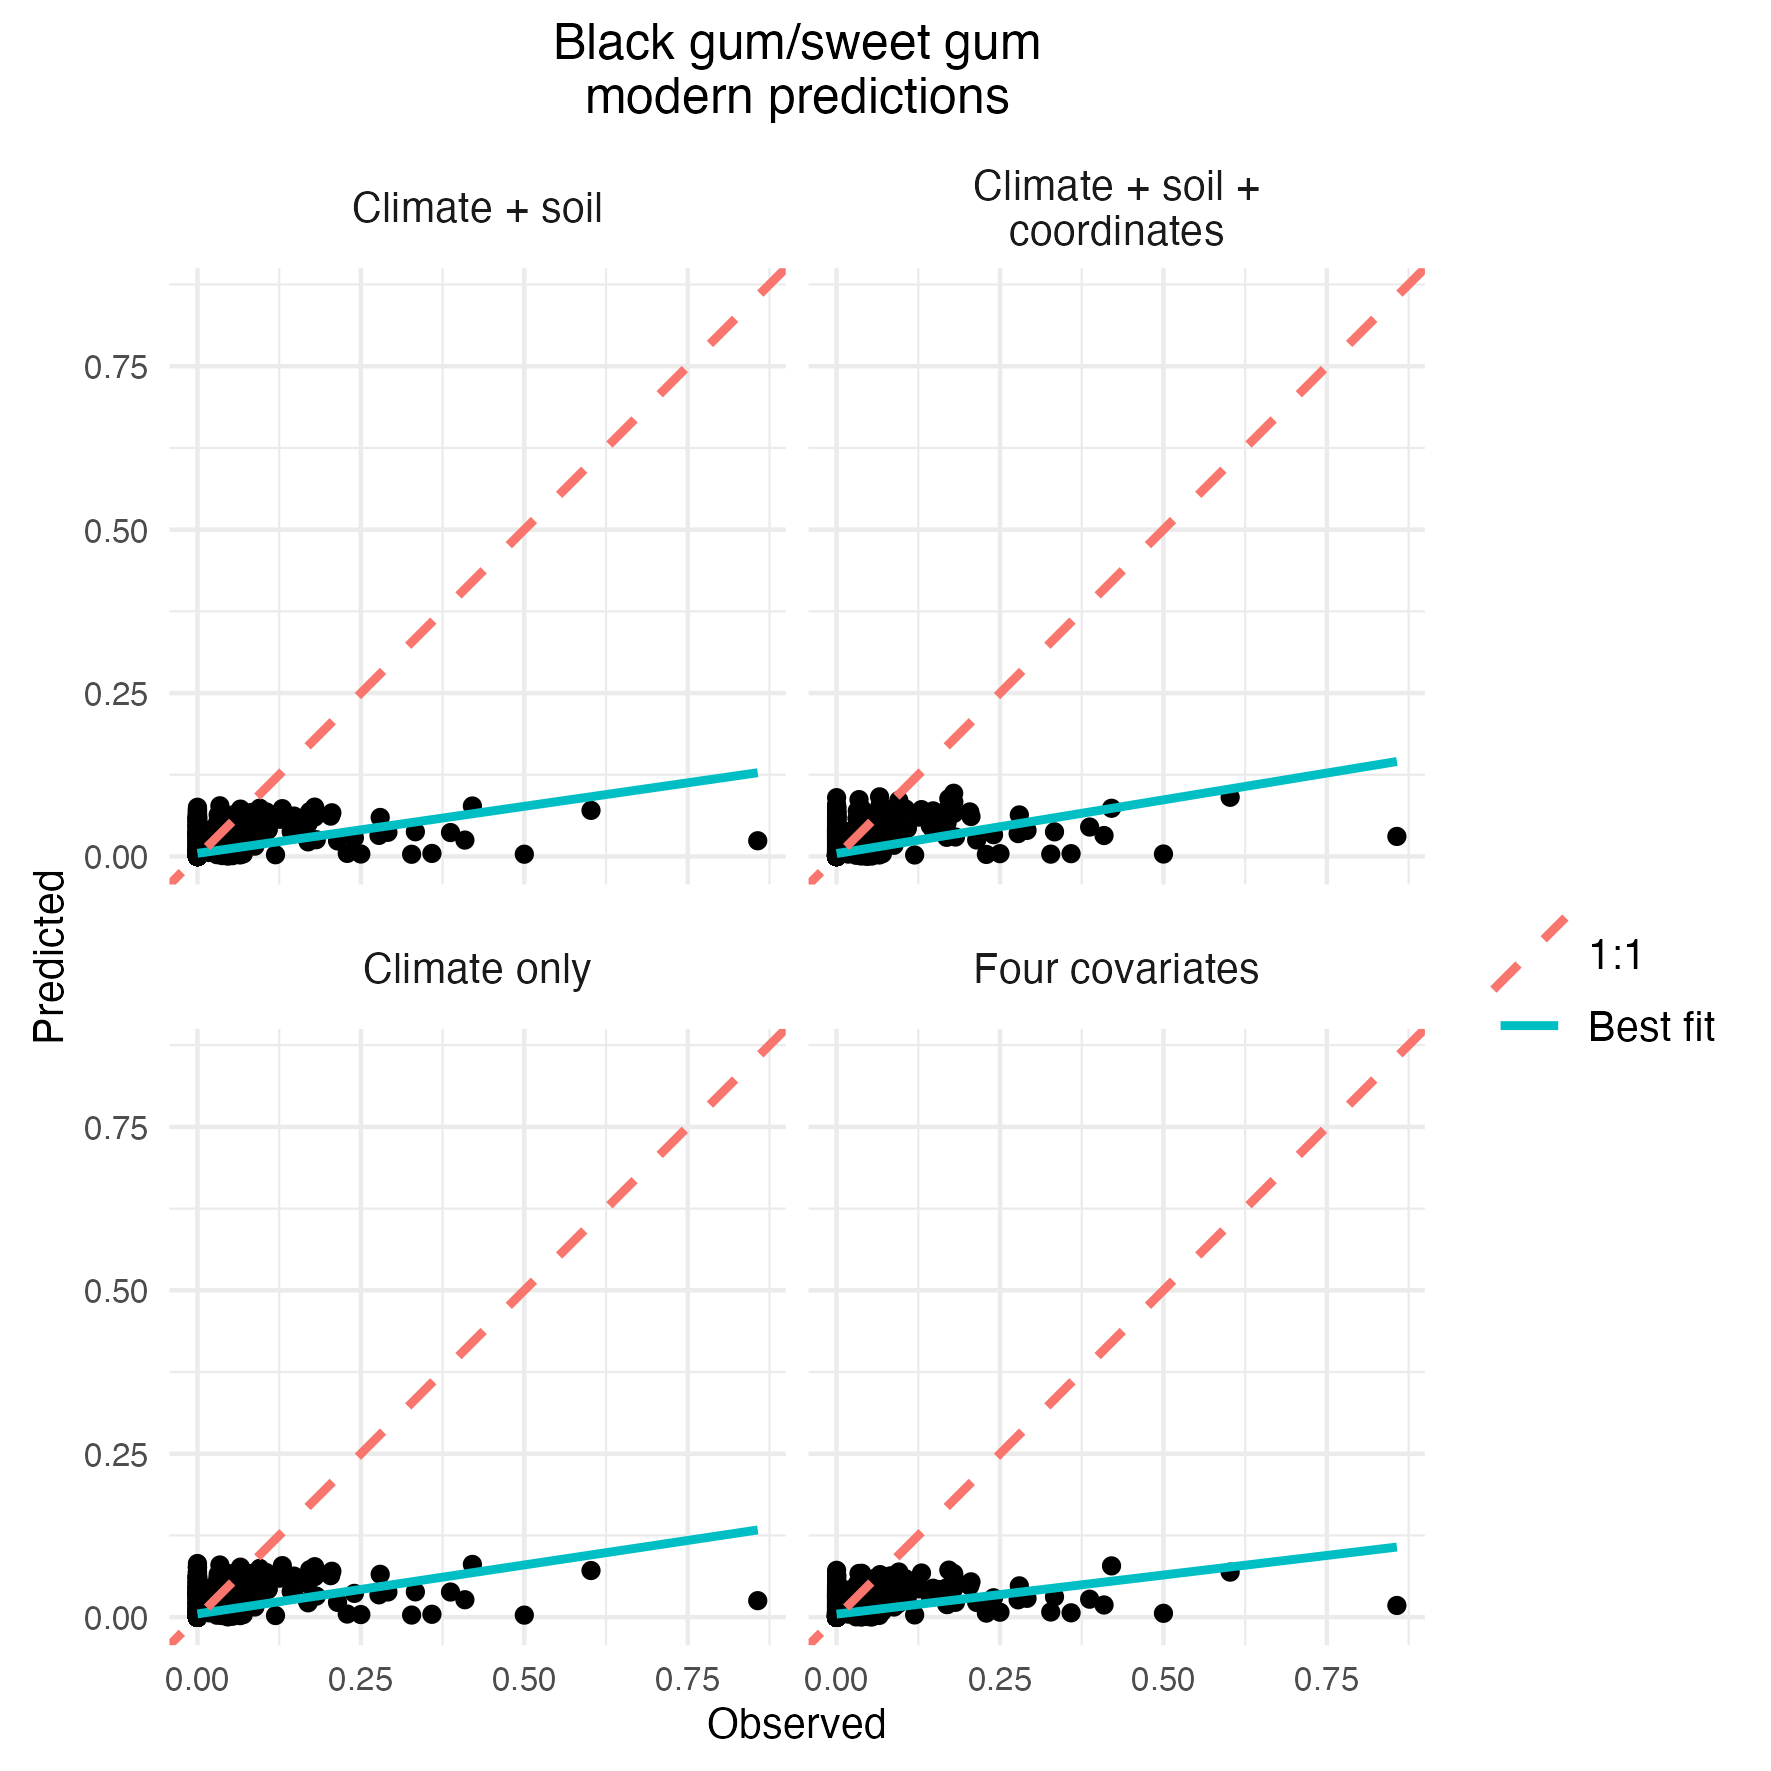 Black gum/sweet gum
modern predictions
Climate + soil
Climate + soil +
coordinates
0.75
0.50
0.25
0.00
Climate only
Four covariates
0.75
0.50
0.25
0.00
0.00 0.25 0.50 0.75 0.00 0.25 0.50 0.75
Observed
Predicted
1:1
Best fit